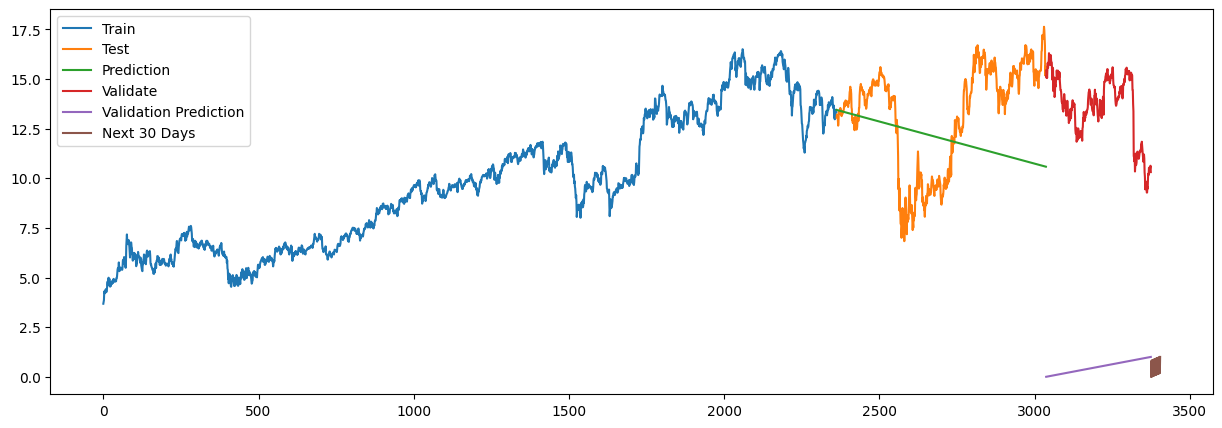 17.5
15.0
12.5
10.0
7.5
5.0
2.5
0.0
Train
Test
Prediction
Validate
Validation Prediction
Next 30 Days
0 500 1000 1500 2000 2500 3000 3500